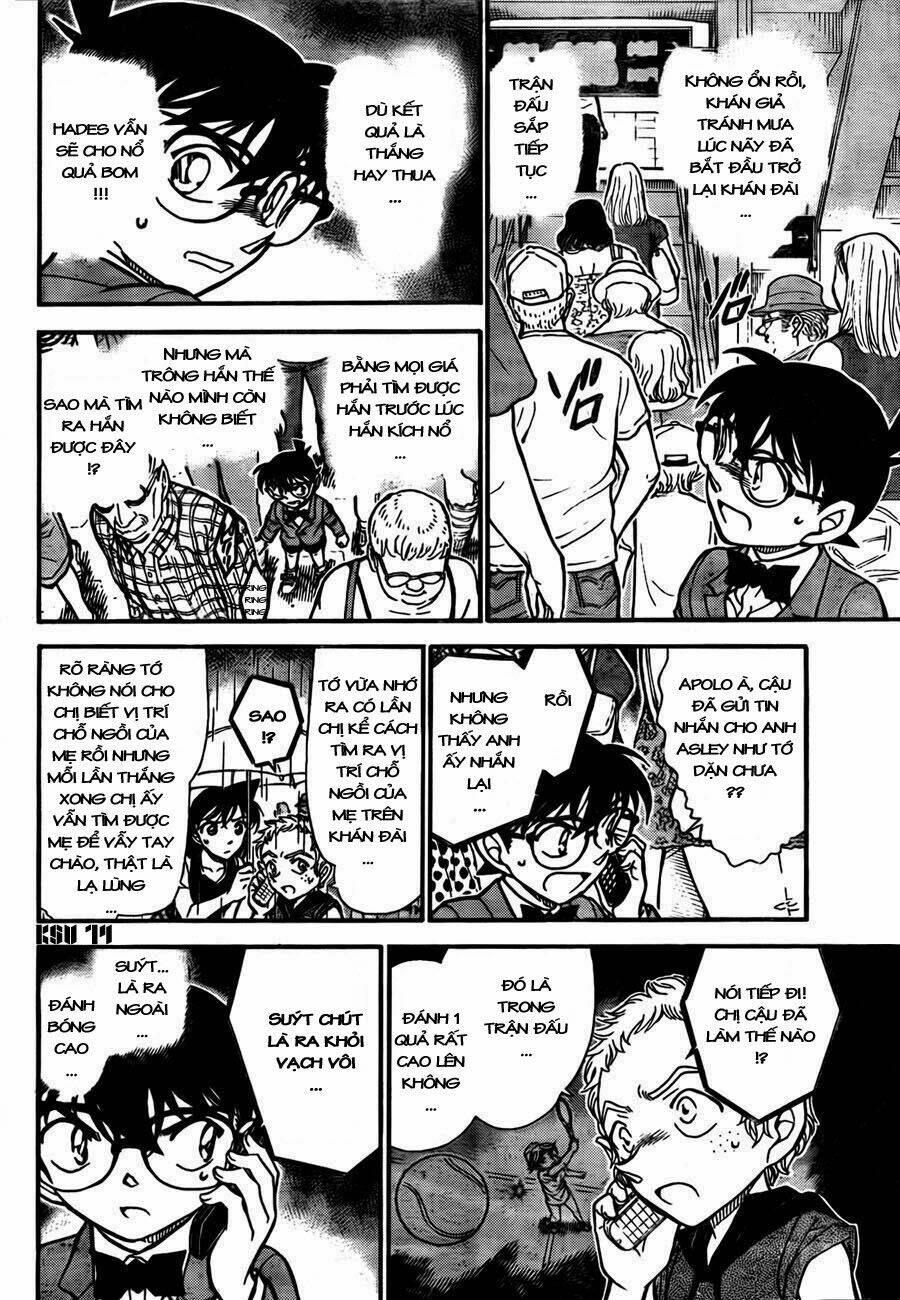 KHÔNG ỔN RỒI,
KHÁN GIẢ
TRÁNH MƯA
LÚC NÃY ĐÃ
BẮT ĐẦU TRỞ
LẠI KHÁN ĐÀI
...
TRẬN
ĐẤU
SẮP
TIẾP
TỤC
...
DÙ KẾT
QUẢ LÀ
THẮNG
HAY THUA
...
HADES VẪN
SẼ CHO NỔ
QUẢ BOM
!!!
BẰNG MỌI GIÁ
PHẢI TÌM ĐƯỢC
HẮN TRƯỚC LÚC
HẮN KÍCH NỔ
...
NHƯNG MÀ
TRÔNG HẮN THẾ
NÀO MÌNH CÒN
KHÔNG BIẾT
...
SAO MÀ TÌM
RA HẮN
ĐƯỢC ĐÂY
!?
RING
RING
RING
APOLO À, CẬU
ĐÃ GỬI TIN
NHẮN CHO ANH
ASLEY NHƯ TỚ
DẶN CHƯA
??
RỒI
NHƯNG
KHÔNG
THẤY ANH
ẤY NHẮN
LẠI
...
TỚ VỪA NHỚ
RA CÓ LẦN
CHỊ KỂ CÁCH
TÌM RA VỊ
TRÍ CHỖ
NGỒI CỦA
MẸ TRÊN
KHÁN ĐÀI
...
SAO
!?
RÕ RÀNG TỚ
KHÔNG NÓI CHO
CHỊ BIẾT VỊ TRÍ
CHỖ NGỒI CỦA
MẸ RỒI NHƯNG
MỖI LẦN THẮNG
XONG CHỊ ẤY
VẪN TÌM ĐƯỢC
MẸ ĐỂ VẪY TAY
CHÀO, THẬT LÀ
LẠ LÙNG
...
KSV 74
NÓI TIẾP ĐI!
CHỊ CẬU ĐÃ
LÀM THẾ NÀO
!?
ĐÓ LÀ
TRONG
TRẬN ĐẤU
...
ĐÁNH 1
QUẢ RẤT
CAO LÊN
KHÔNG
...
SUÝT CHÚT
LÀ RA KHỎI
VẠCH VÔI
...
SUÝT...
LÀ RA
NGOÀI
...
ĐÁNH
BÓNG
CAO
...